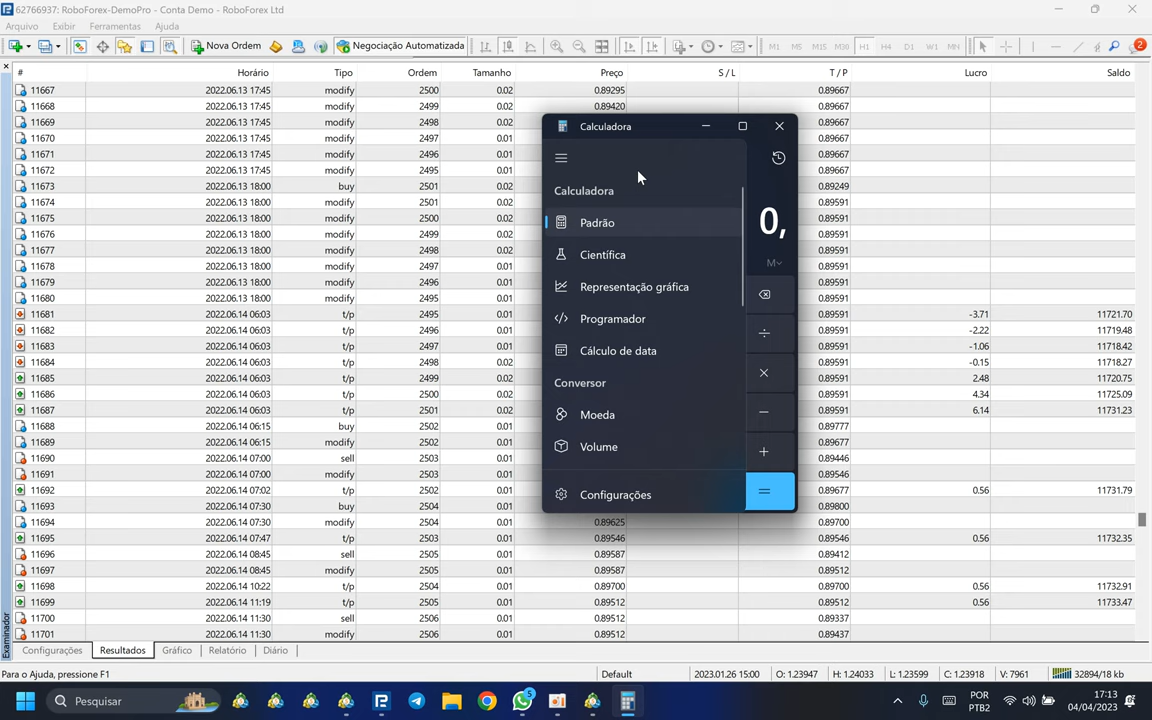 62766937: RoboForex-DemoPro - Conta Demo - RoboForex Ltd
Arquivo Exibir Ferramentas Ajuda
Nova Ordem Negociação Automatizada M1 M5 M15 M30 H1 H4 D1 W1 MN 2
# Horário Tipo Ordem Tamanho Preço S / L T / P Lucro Saldo
11667 2022.06.13 17:45 modify 2500 0.02 0.89295 0.89667
11668 2022.06.13 17:45 modify 2499 0.02 0.89420 0.89667
11669 2022.06.13 17:45 modify 2498 0.02 0.89667
11670 2022.06.13 17:45 modify 2497 0.01 0.89667
11671 2022.06.13 17:45 modify 2496 0.01 0.89667
11672 2022.06.13 17:45 modify 2495 0.01 0.89667
11673 2022.06.13 18:00 buy 2501 0.02 0.89249
11674 2022.06.13 18:00 modify 2501 0.02 0.89591
11675 2022.06.13 18:00 modify 2500 0.02 0.89591
11676 2022.06.13 18:00 modify 2499 0.02 0.89591
11677 2022.06.13 18:00 modify 2498 0.02 0.89591
11678 2022.06.13 18:00 modify 2497 0.01 0.89591
11679 2022.06.13 18:00 modify 2496 0.01 0.89591
11680 2022.06.13 18:00 modify 2495 0.01 0.89591
11681 2022.06.14 06:03 t/p 2495 0.01 0.89591 -3.71 11721.70
11682 2022.06.14 06:03 t/p 2496 0.01 0.89591 -2.22 11719.48
11683 2022.06.14 06:03 t/p 2497 0.01 0.89591 -1.06 11718.42
11684 2022.06.14 06:03 t/p 2498 0.02 0.89591 -0.15 11718.27
11685 2022.06.14 06:03 t/p 2499 0.02 0.89591 2.48 11720.75
11686 2022.06.14 06:03 t/p 2500 0.02 0.89591 4.34 11725.09
11687 2022.06.14 06:03 t/p 2501 0.02 0.89591 6.14 11731.23
11688 2022.06.14 06:15 buy 2502 0.01 0.89777
11689 2022.06.14 06:15 modify 2502 0.01 0.89677
11690 2022.06.14 07:00 sell 2503 0.01 0.89446
11691 2022.06.14 07:00 modify 2503 0.01 0.89546
11692 2022.06.14 07:02 t/p 2502 0.01 0.89677 0.56 11731.79
11693 2022.06.14 07:30 buy 2504 0.01 0.89800
11694 2022.06.14 07:30 modify 2504 0.01 0.89625 0.89700
11695 2022.06.14 07:47 t/p 2503 0.01 0.89546 0.89546 0.56 11732.35
11696 2022.06.14 08:45 sell 2505 0.01 0.89587 0.89412
11697 2022.06.14 08:45 modify 2505 0.01 0.89587 0.89512
11698 2022.06.14 10:22 t/p 2504 0.01 0.89700 0.89700 0.56 11732.91
11699 2022.06.14 11:19 t/p 2505 0.01 0.89512 0.89512 0.56 11733.47
11700 2022.06.14 11:30 sell 2506 0.01 0.89512 0.89337
11701 2022.06.14 11:30 modify 2506 0.01 0.89512 0.89437
Calculadora
Calculadora
Padrão
0,
Científica
M
Representação gráfica
Programador
Cálculo de data
Conversor
Moeda
Volume
Configurações
Examinador
Configurações Resultados Gráfico Relatório Diário
Para o Ajuda, pressione F1 Default 2023.01.26 15:00 O: 1.23947 H: 1.24033 L: 1.23599 C: 1.23918 V: 7961 32894/18 kb
Pesquisar 5 POR 17:13
PTB2 04/04/2023